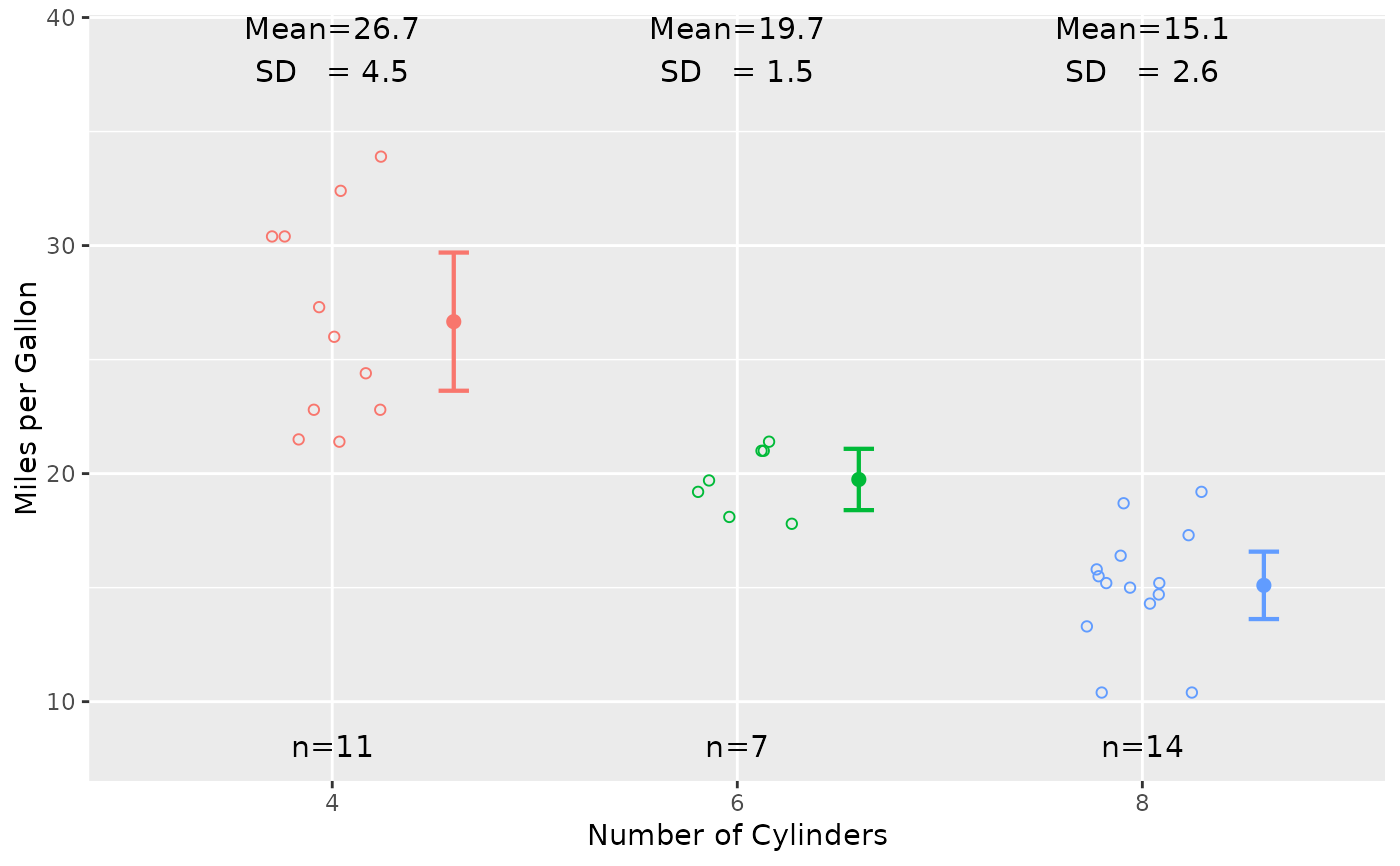 40
Mean=26.7 Mean=19.7 Mean=15.1
SD = 4.5 SD = 1.5 SD = 2.6
30
Miles per Gallon
20
10
n=11 n=7 n=14
4 6 8
Number of Cylinders